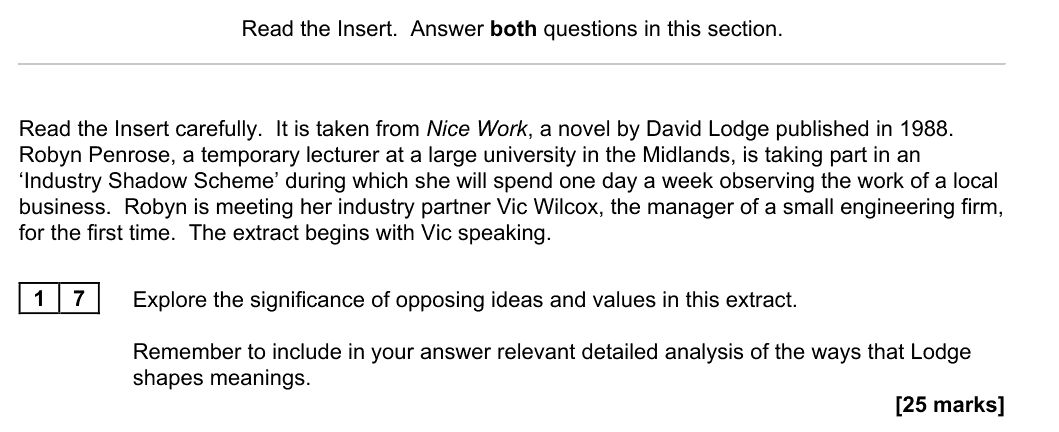 Read the Insert.  Answer both questions in this section.
Read the Insert carefully.  It is taken from Nice Work, a novel by David Lodge published in 1988.
Robyn Penrose, a temporary lecturer at a large university in the Midlands, is taking part in an
‘Industry Shadow Scheme’ during which she will spend one day a week observing the work of a local
business.  Robyn is meeting her industry partner Vic Wilcox, the manager of a small engineering firm,
for the first time.  The extract begins with Vic speaking.
1 7 Explore the significance of opposing ideas and values in this extract.
Remember to include in your answer relevant detailed analysis of the ways that Lodge
shapes meanings.
[25 marks]